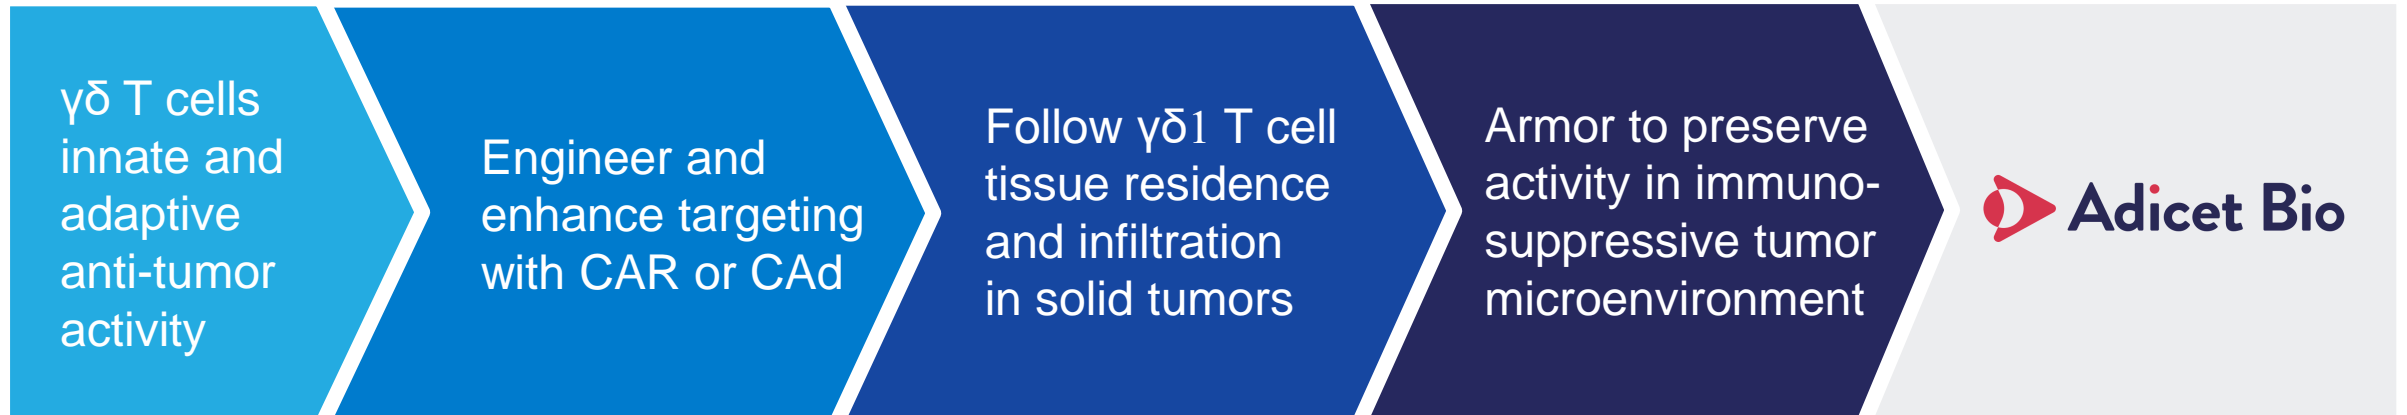 γδ T cells
innate and
adaptive
anti-tumor
activity
Engineer and
enhance targeting
with CAR or CAd
Follow γδ1 T cell
tissue residence
and infiltration
in solid tumors
Armor to preserve
activity in immuno-
suppressive tumor
microenvironment
Adicet Bio